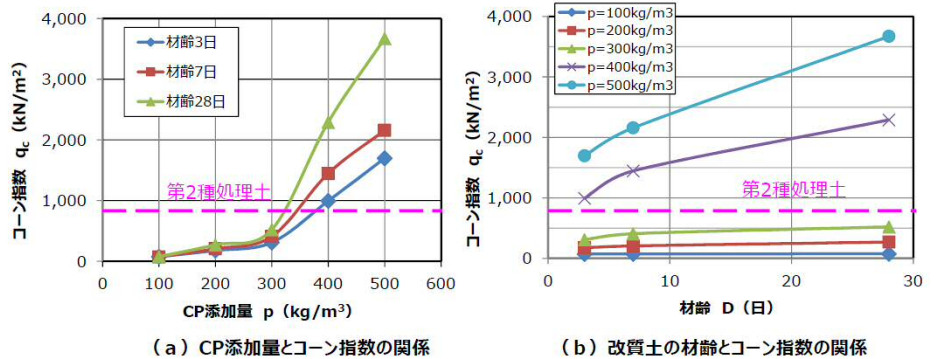 4,000
3,000
2,000
1,000
0
コーン指数 qc (kN/m²)
材齢3日
材齢7日
材齢28日
第2種処理土
0 100 200 300 400 500 600
CP添加量 p（kg/m³）
（a）CP添加量とコーン指数の関係
4,000
3,000
2,000
1,000
0
コーン指数 qc (kN/m²)
p=100kg/m3
p=200kg/m3
p=300kg/m3
p=400kg/m3
p=500kg/m3
第2種処理土
0 10 20 30
材齢 D（日）
（b）改質土の材齢とコーン指数の関係